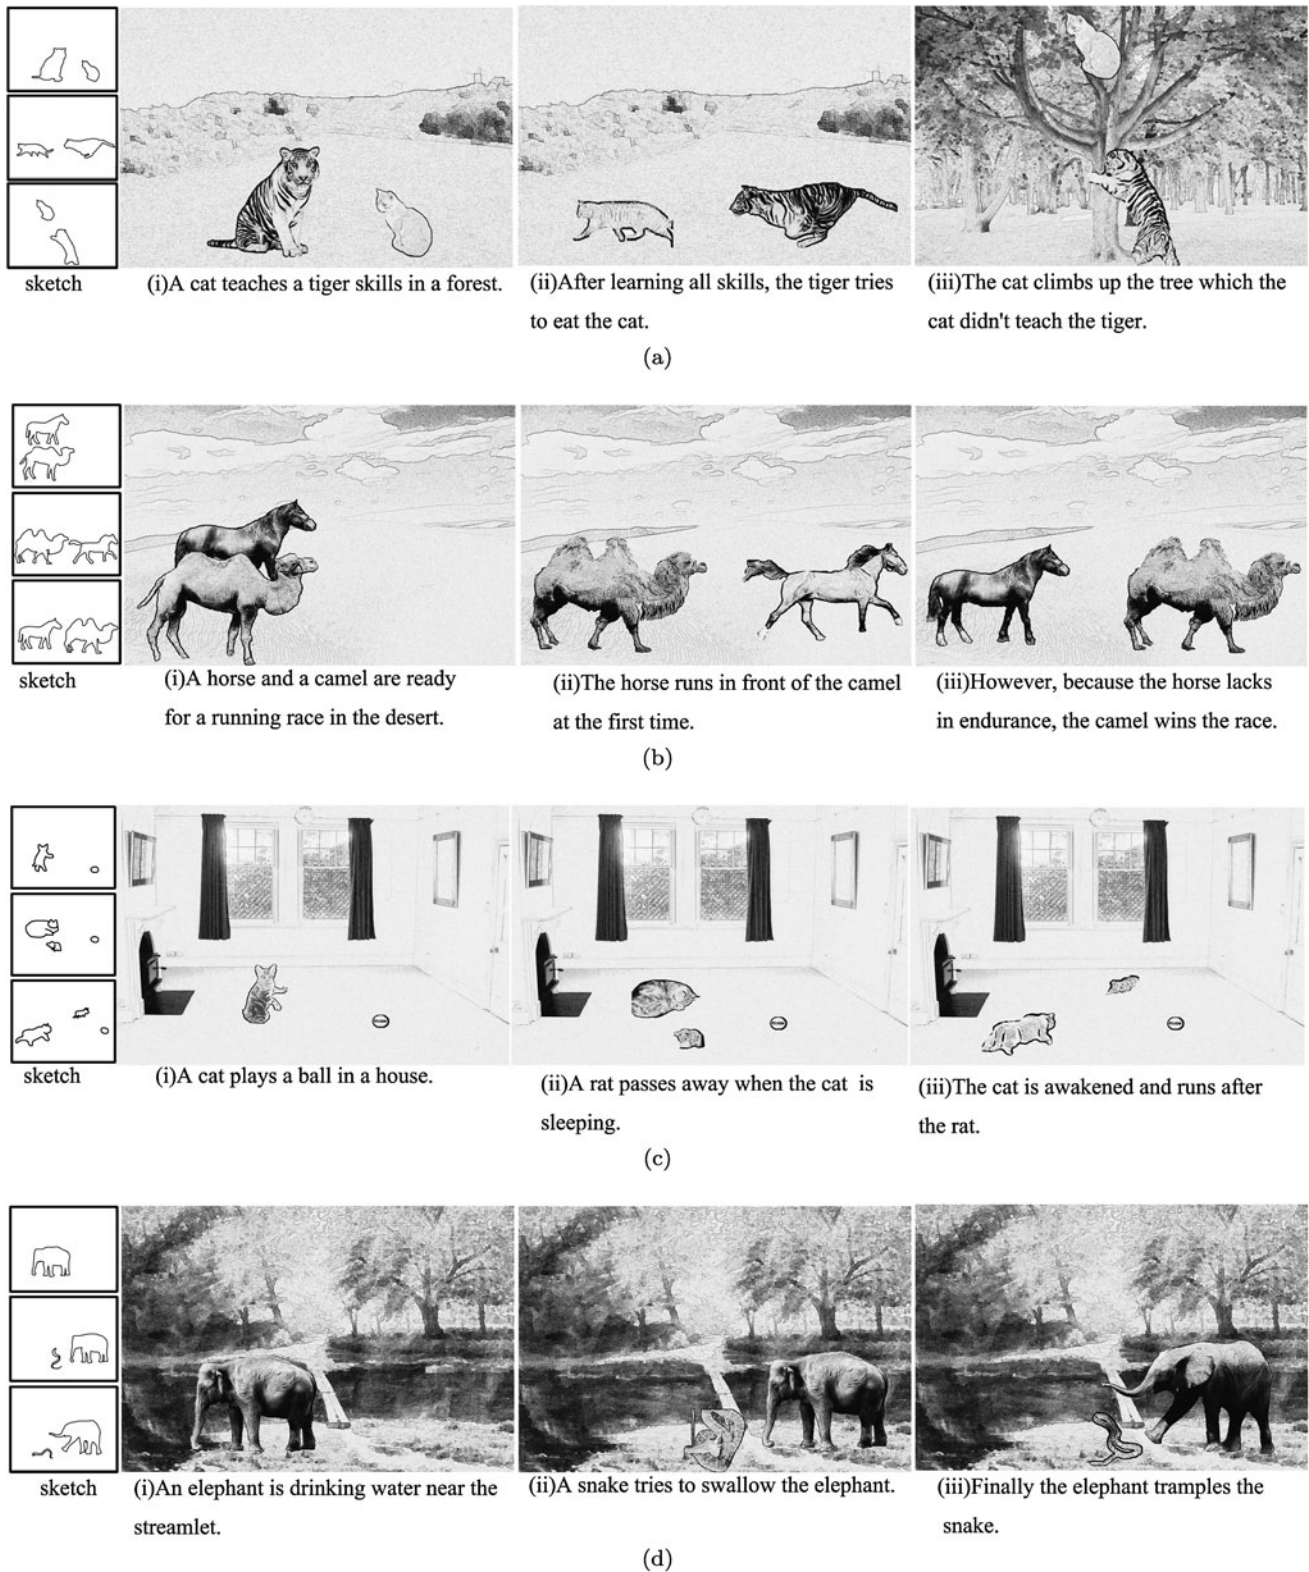 sketch
(i)A cat teaches a tiger skills in a forest.
(ii)After learning all skills, the tiger tries
to eat the cat.
(iii)The cat climbs up the tree which the
cat didn't teach the tiger.
(a)
sketch
(i)A horse and a camel are ready
for a running race in the desert.
(ii)The horse runs in front of the camel
at the first time.
(iii)However, because the horse lacks
in endurance, the camel wins the race.
(b)
sketch
(i)A cat plays a ball in a house.
(ii)A rat passes away when the cat is
sleeping.
(iii)The cat is awakened and runs after
the rat.
(c)
sketch
(i)An elephant is drinking water near the
streamlet.
(ii)A snake tries to swallow the elephant.
(iii)Finally the elephant tramples the
snake.
(d)